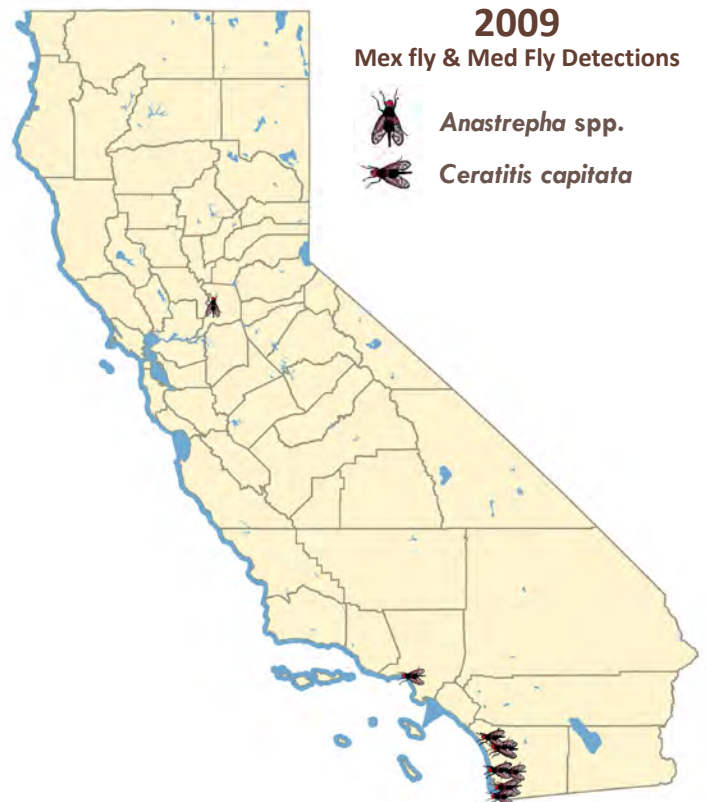 2009
Mex fly & Med Fly Detections
Anastrepha spp.
Ceratitis capitata